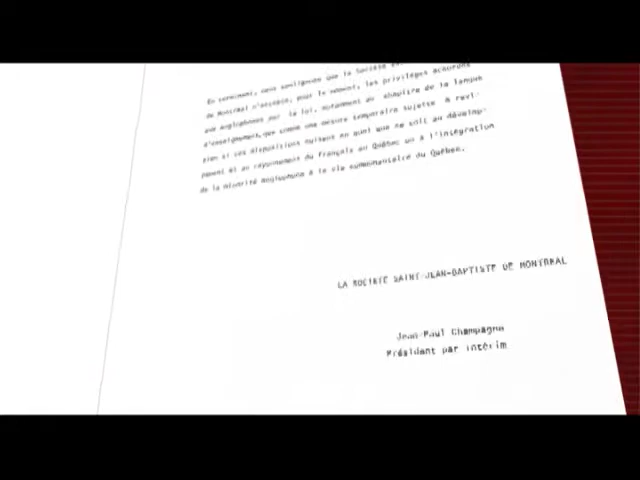 En terminant, nous soulignons que la Société
de Montréal n'accepte, pour le moment, les privilèges accordés
aux anglophones par la loi, notamment au chapitre de la langue
d'enseignement, que comme une mesure temporaire sujette à revi-
sion si ces dispositions nuisent en quoi que ce soit au dévelop-
pement et au rayonnement du français au Québec ou à l'intégration
de la minorité anglophone à la vie communautaire du Québec.
LA SOCIETE SAINT-JEAN-BAPTISTE DE MONTREAL
Jean-Paul Champagne
Président par intérim